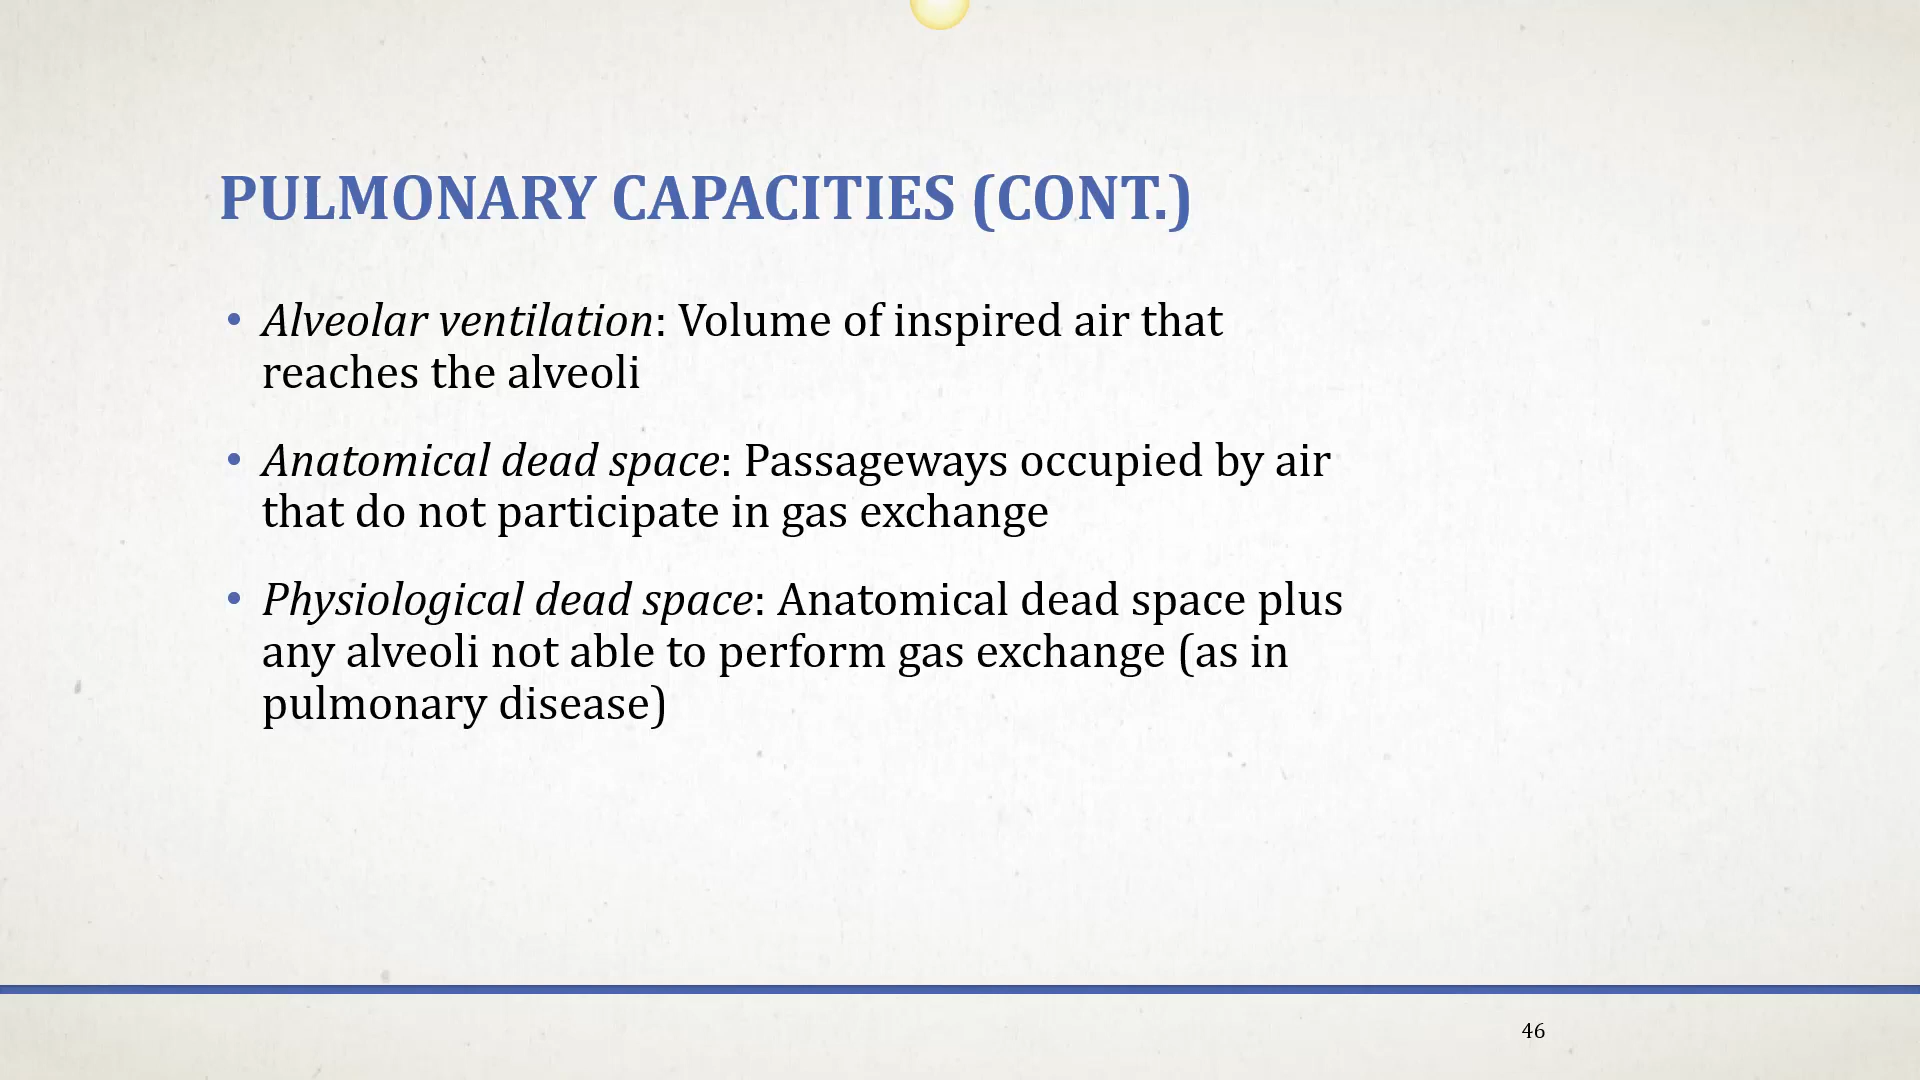 PULMONARY CAPACITIES (CONT.)
• Alveolar ventilation: Volume of inspired air that
reaches the alveoli
• Anatomical dead space: Passageways occupied by air
that do not participate in gas exchange
• Physiological dead space: Anatomical dead space plus
any alveoli not able to perform gas exchange (as in
pulmonary disease)
46